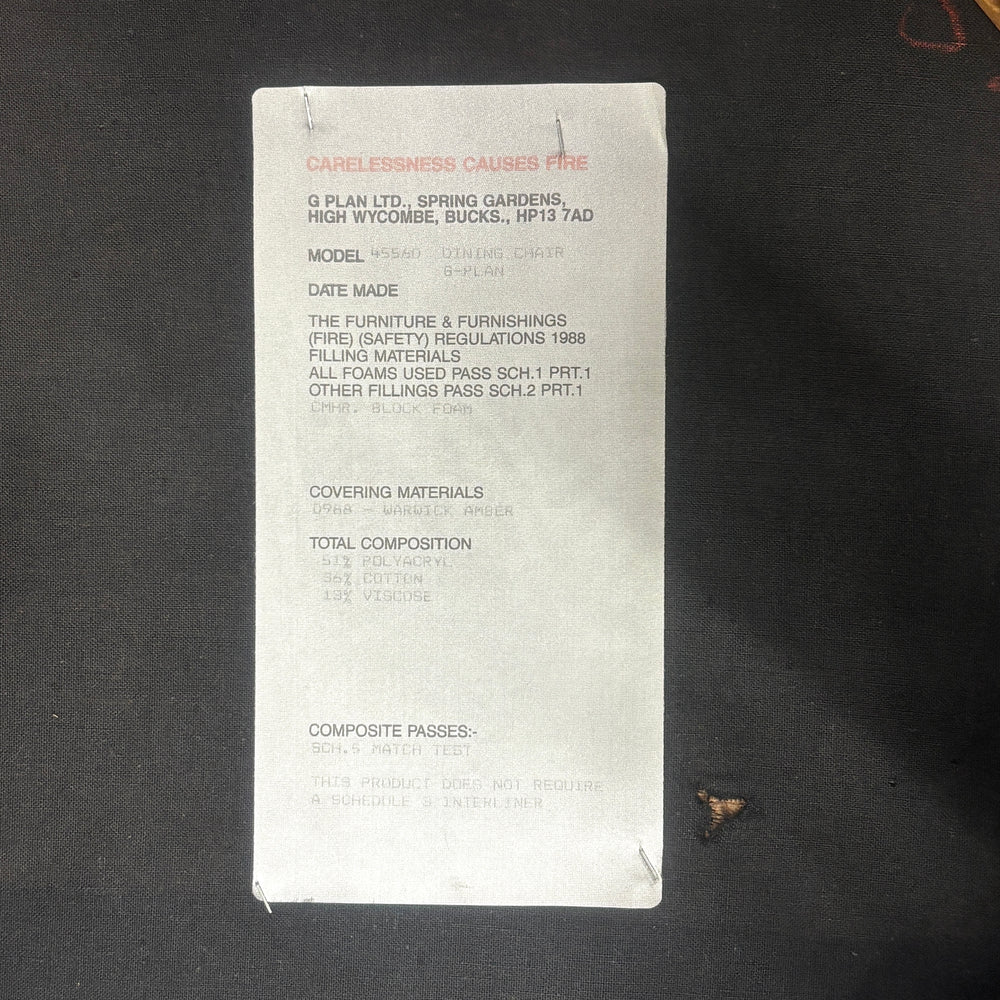 CARELESSNESS CAUSES FIRE
G PLAN LTD., SPRING GARDENS,
HIGH WYCOMBE, BUCKS., HP13 7AD
MODEL 45560 DINING CHAIR
G-PLAN
DATE MADE
THE FURNITURE & FURNISHINGS
(FIRE) (SAFETY) REGULATIONS 1988
FILLING MATERIALS
ALL FOAMS USED PASS SCH.1 PRT.1
OTHER FILLINGS PASS SCH.2 PRT.1
CMHR. BLOCK FOAM
COVERING MATERIALS
D968 - WARWICK AMBER
TOTAL COMPOSITION
51% POLYACRYL
36% COTTON
13% VISCOSE
COMPOSITE PASSES:-
SCH.5 MATCH TEST
THIS PRODUCT DOES NOT REQUIRE
A SCHEDULE 3 INTERLINER